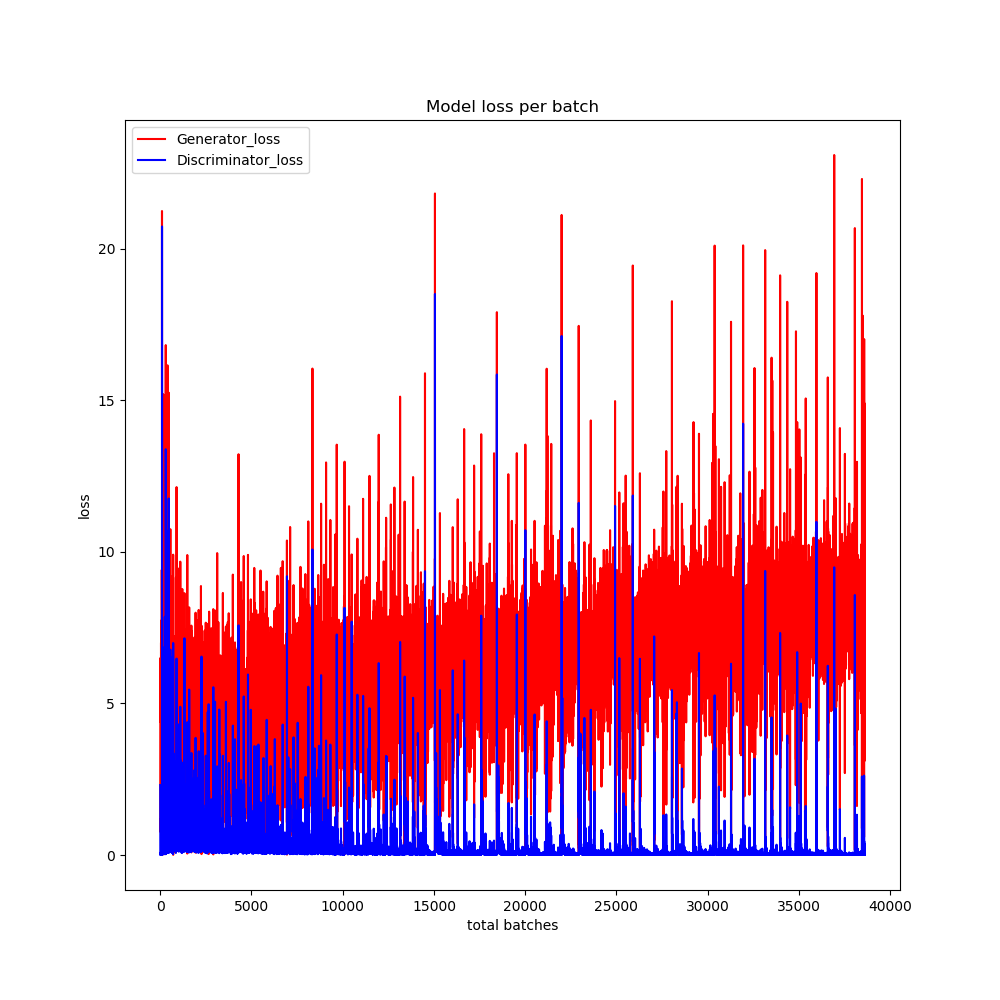 Model loss per batch
Generator_loss
Discriminator_loss
20
15
10
5
0
loss
0 5000 10000 15000 20000 25000 30000 35000 40000
total batches